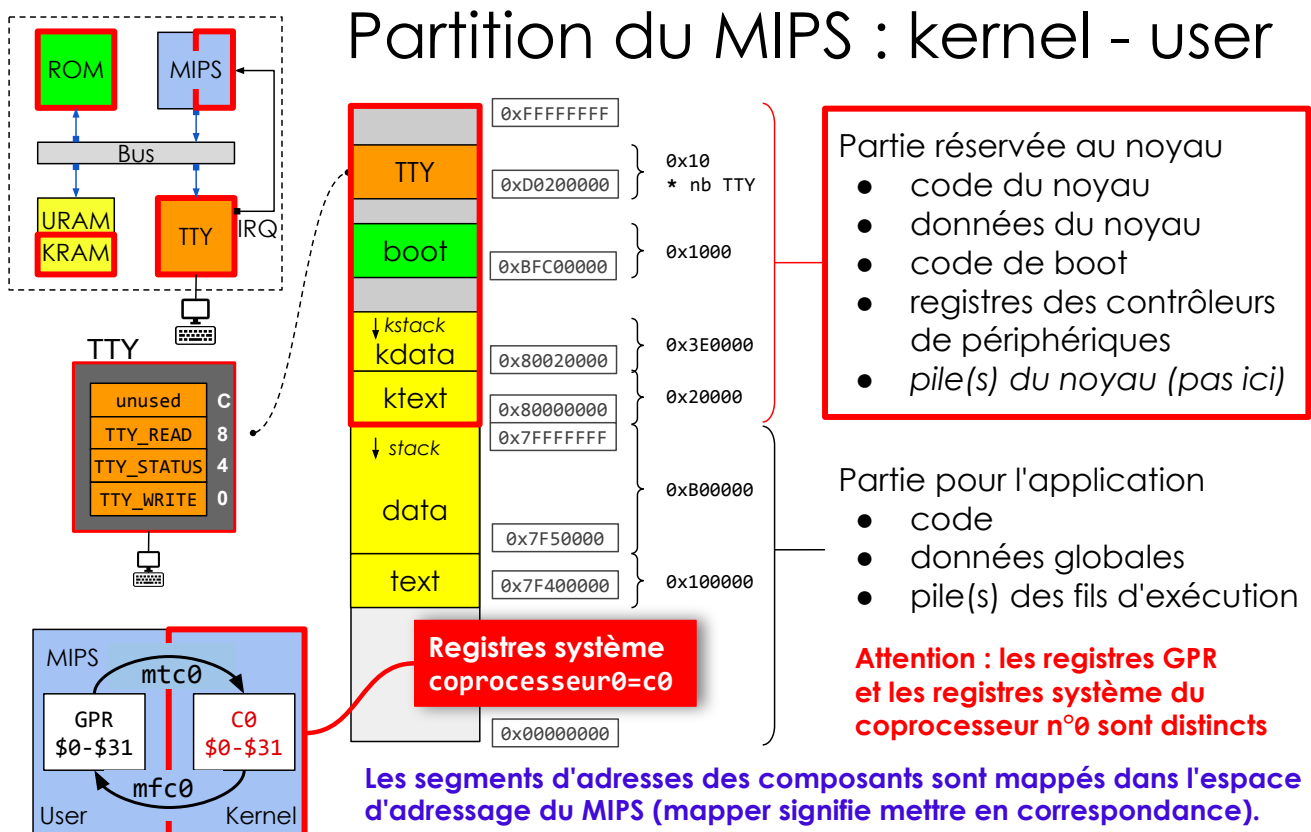 Partition du MIPS : kernel - user
ROM
MIPS
Bus
URAM
KRAM
TTY
IRQ
TTY
unused C
TTY_READ 8
TTY_STATUS 4
TTY_WRITE 0
MIPS
mtc0
GPR
$0-$31
C0
$0-$31
mfc0
User
Kernel
0xFFFFFFFF
TTY
0xD0200000
0x10
* nb TTY
boot
0xBFC00000
0x1000
↓ kstack
kdata
0x80020000
0x3E0000
ktext
0x80000000
0x20000
0x7FFFFFFF
↓ stack
data
0xB00000
0x7F50000
text
0x7F400000
0x100000
Registres système
coprocesseur0=c0
0x00000000
Partie réservée au noyau
● code du noyau
● données du noyau
● code de boot
● registres des contrôleurs
de périphériques
● pile(s) du noyau (pas ici)
Partie pour l'application
● code
● données globales
● pile(s) des fils d'exécution
Attention : les registres GPR
et les registres système du
coprocesseur n°0 sont distincts
Les segments d'adresses des composants sont mappés dans l'espace
d'adressage du MIPS (mapper signifie mettre en correspondance).